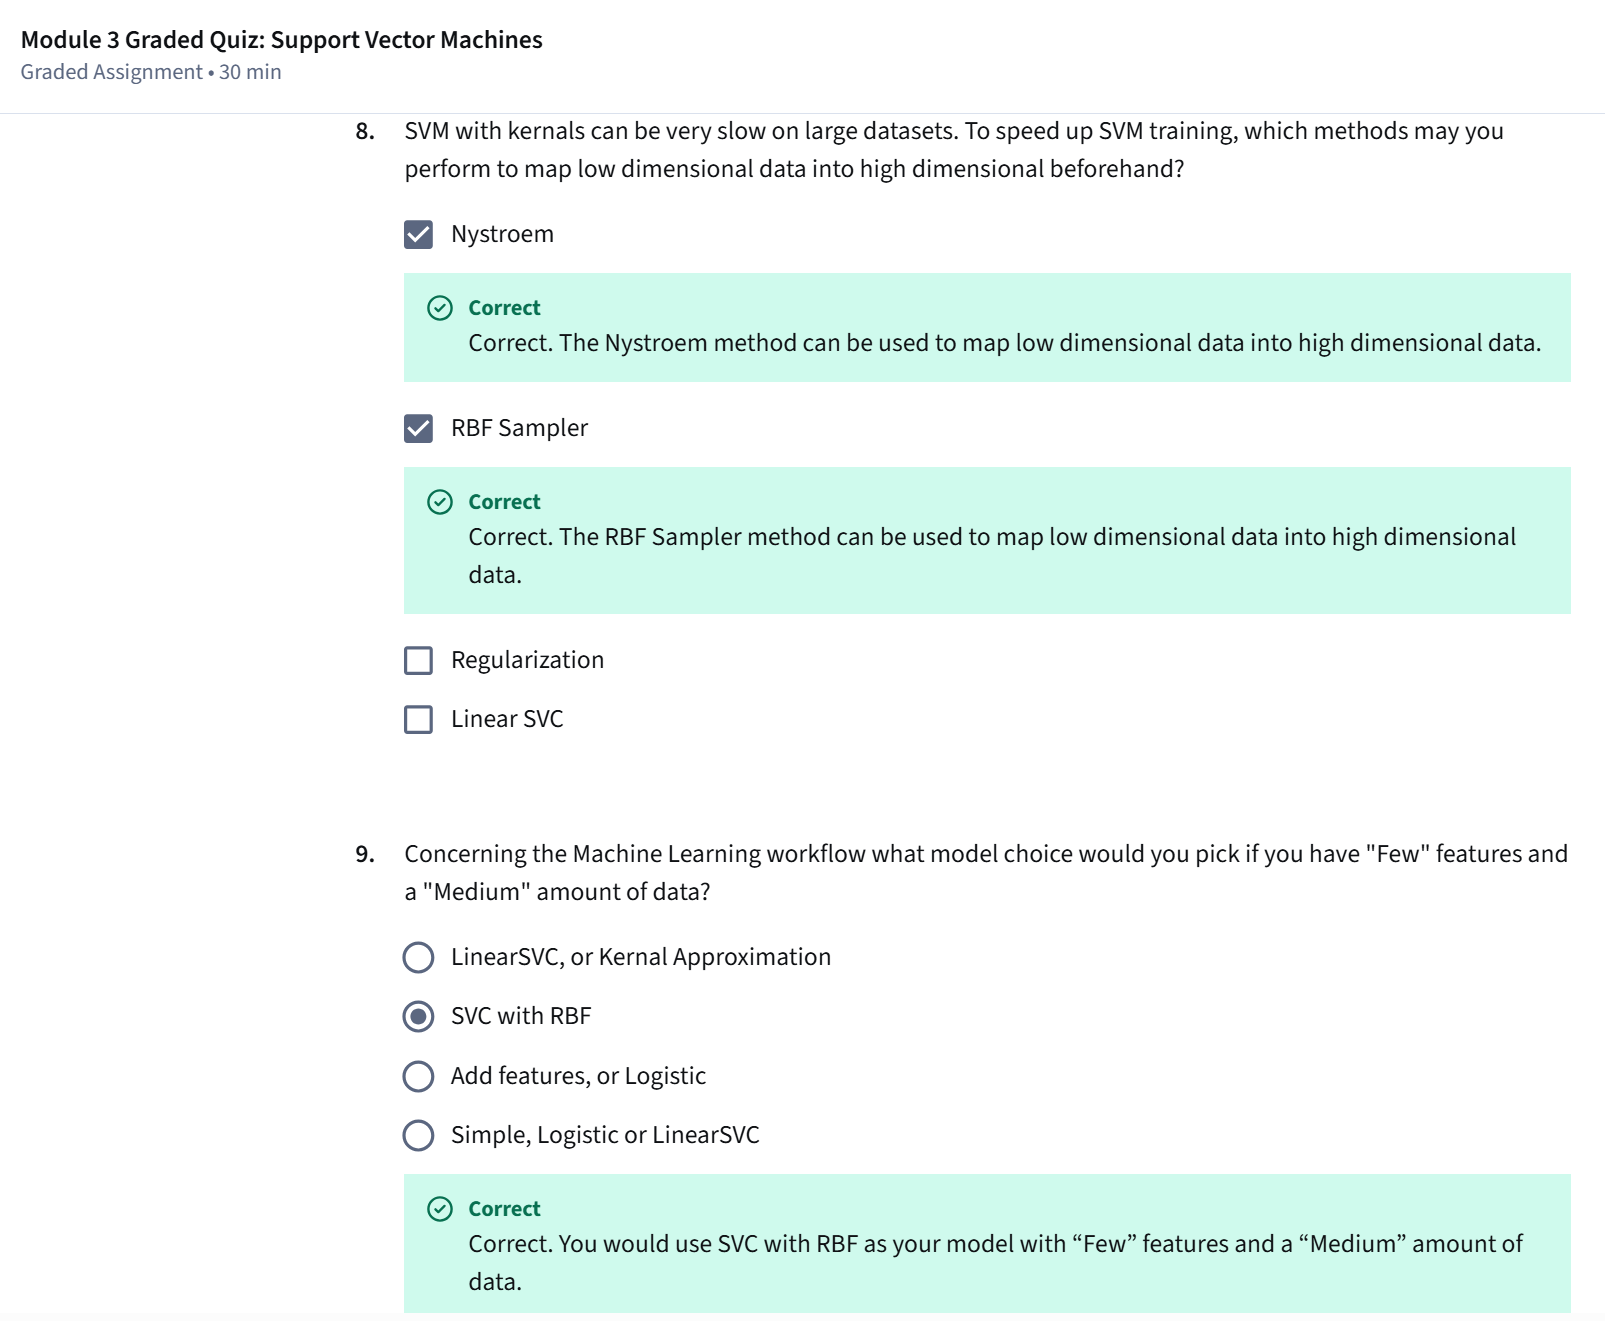 Module 3 Graded Quiz: Support Vector Machines
Graded Assignment • 30 min
8. SVM with kernals can be very slow on large datasets. To speed up SVM training, which methods may you
perform to map low dimensional data into high dimensional beforehand?
Nystroem
Correct
Correct. The Nystroem method can be used to map low dimensional data into high dimensional data.
RBF Sampler
Correct
Correct. The RBF Sampler method can be used to map low dimensional data into high dimensional
data.
Regularization
Linear SVC
9. Concerning the Machine Learning workflow what model choice would you pick if you have "Few" features and
a "Medium" amount of data?
LinearSVC, or Kernal Approximation
SVC with RBF
Add features, or Logistic
Simple, Logistic or LinearSVC
Correct
Correct. You would use SVC with RBF as your model with “Few” features and a “Medium” amount of
data.